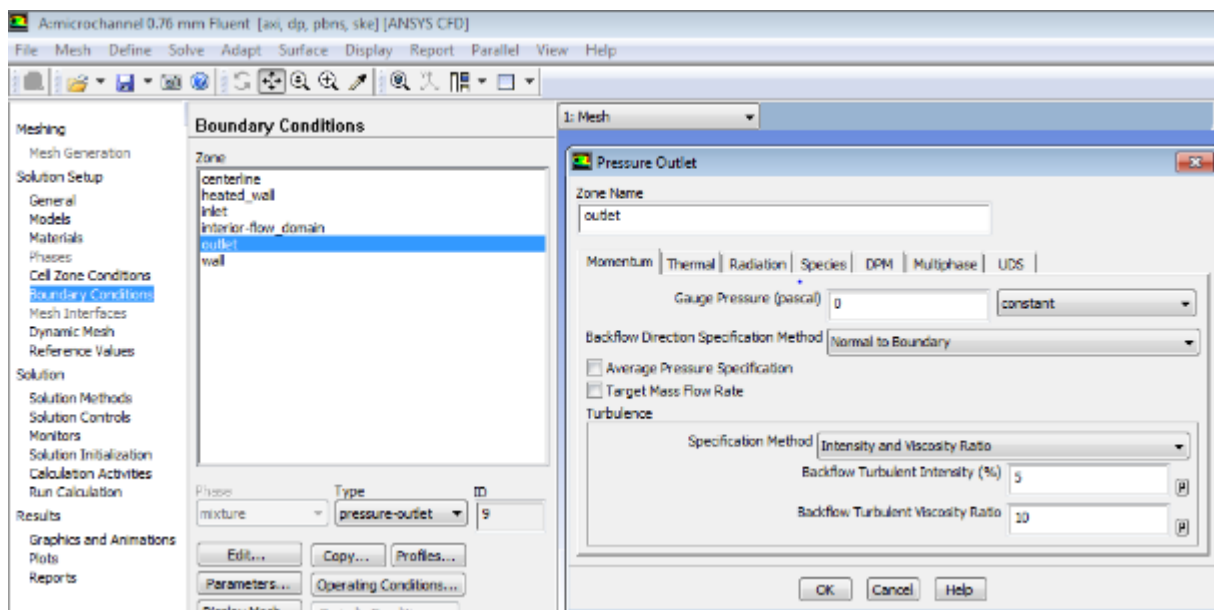 A:microchannel 0.76 mm Fluent [axi, dp, pbns, ske] [ANSYS CFD]
File Mesh Define Solve Adapt Surface Display Report Parallel View Help
Meshing
Mesh Generation
Solution Setup
General
Models
Materials
Phases
Cell Zone Conditions
Boundary Conditions
Mesh Interfaces
Dynamic Mesh
Reference Values
Solution
Solution Methods
Solution Controls
Monitors
Solution Initialization
Calculation Activities
Run Calculation
Results
Graphics and Animations
Plots
Reports
Boundary Conditions
Zone
centerline
heated_wall
inlet
interior-flow_domain
outlet
wall
Phase Type ID
mixture pressure-outlet 9
Edit... Copy... Profiles...
Parameters... Operating Conditions...
Display Mesh...
1: Mesh
Pressure Outlet
Zone Name
outlet
Momentum Thermal Radiation Species DPM Multiphase UDS
Gauge Pressure (pascal) 0 constant
Backflow Direction Specification Method Normal to Boundary
Average Pressure Specification
Target Mass Flow Rate
Turbulence
Specification Method Intensity and Viscosity Ratio
Backflow Turbulent Intensity (%) 5
Backflow Turbulent Viscosity Ratio 10
OK Cancel Help